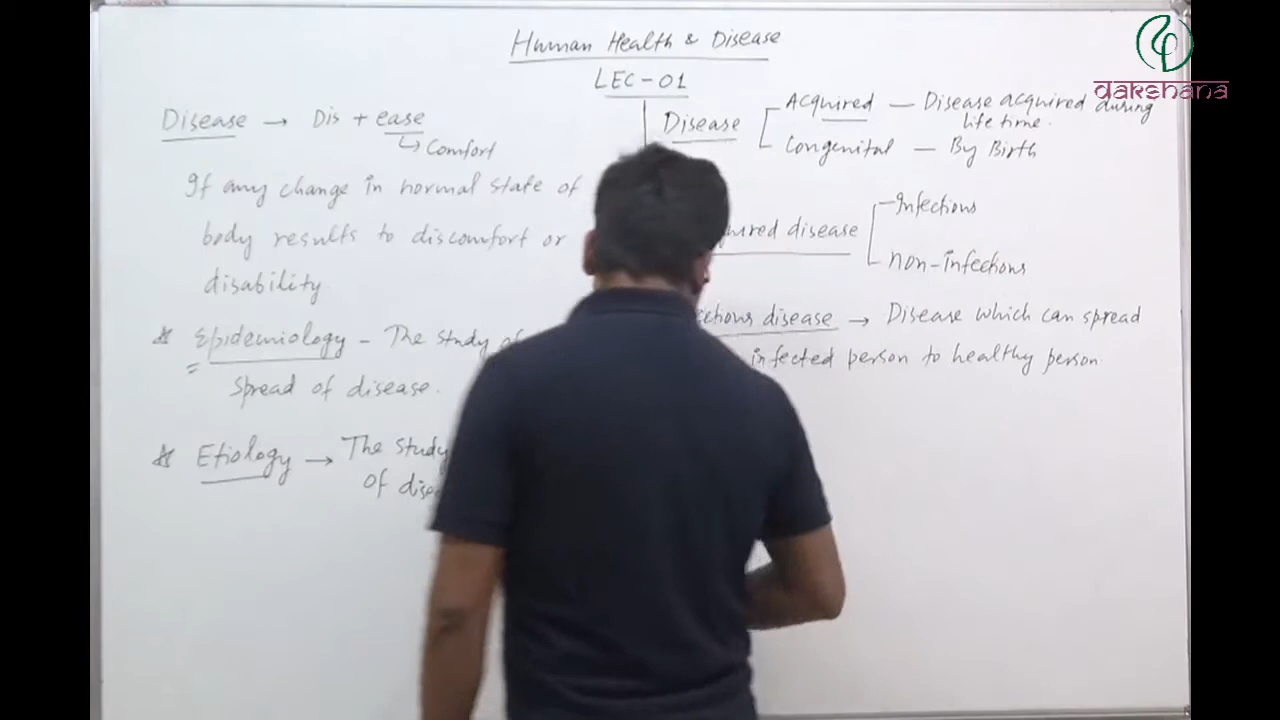 Human Health & Disease
LEC-01
dakshana
Disease → Dis + ease
↳ Comfort
If any change in normal state of
body results to discomfort or
disability
* Epidemiology - The study of
spread of disease.
* Etiology → The study
of
Disease
Acquired — Disease acquired during
life time.
Congenital — By Birth
disease
Infectious
non-infectious
disease → Disease which can spread
infected person to healthy person